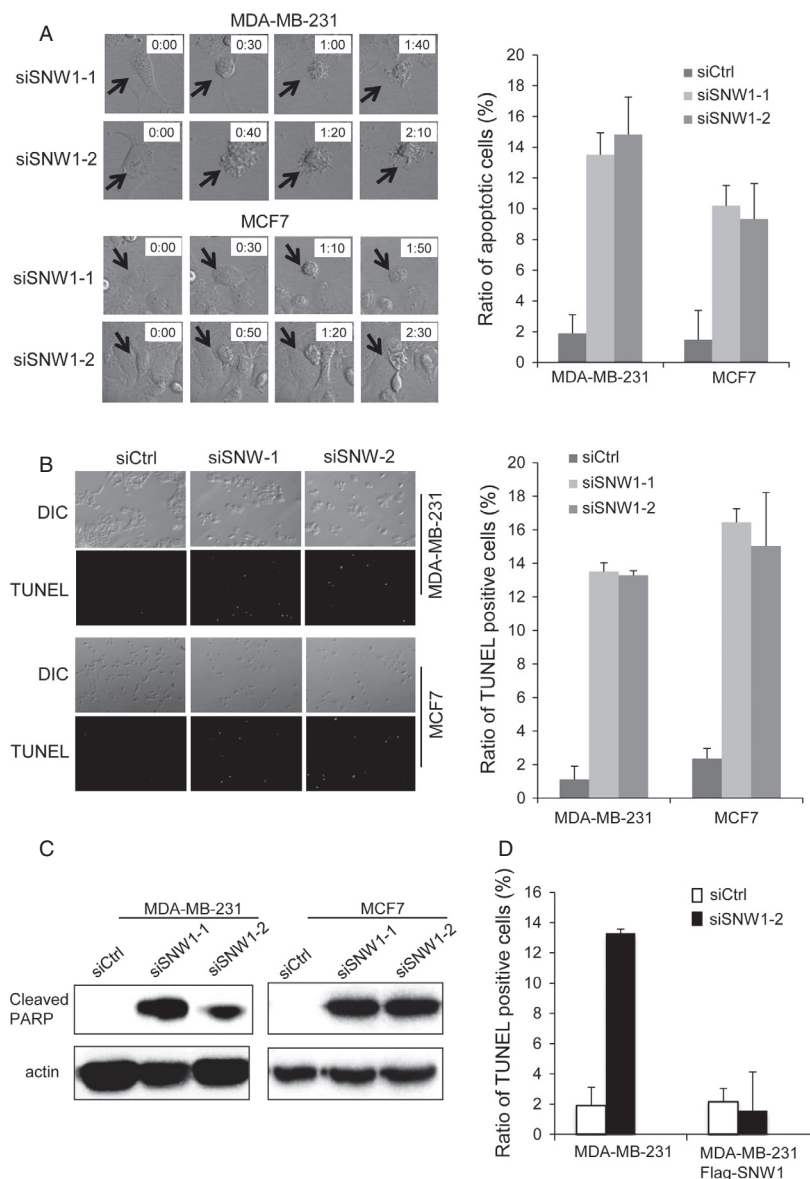 A
MDA-MB-231
siSNW1-1
0:00 0:30 1:00 1:40
siSNW1-2
0:00 0:40 1:20 2:10
MCF7
siSNW1-1
0:00 0:30 1:10 1:50
siSNW1-2
0:00 0:50 1:20 2:30
Ratio of apoptotic cells (%)
20
18
16
14
12
10
8
6
4
2
0
siCtrl
siSNW1-1
siSNW1-2
MDA-MB-231 MCF7
B
siCtrl siSNW-1 siSNW-2
DIC
TUNEL
MDA-MB-231
DIC
TUNEL
MCF7
Ratio of TUNEL positive cells (%)
20
18
16
14
12
10
8
6
4
2
0
siCtrl
siSNW1-1
siSNW1-2
MDA-MB-231 MCF7
C
MDA-MB-231 MCF7
siCtrl siSNW1-1 siSNW1-2 siCtrl siSNW1-1 siSNW1-2
Cleaved
PARP
actin
D
Ratio of TUNEL positive cells (%)
16
14
12
10
8
6
4
2
0
siCtrl
siSNW1-2
MDA-MB-231 MDA-MB-231
Flag-SNW1